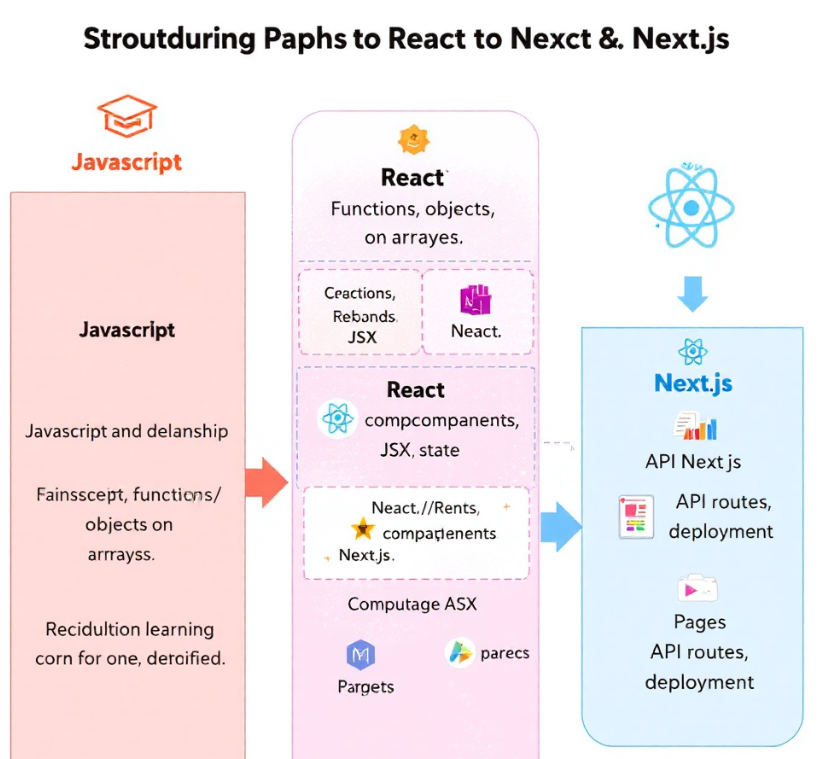 Stroutduring Paphs to React to Nexct &. Next.js
Javascript
Javascript
Javascript and delanship
Fainsscept, functions/
objects on
arrrayss.
Recidultion learning
corn for one, deroified.
React
Functions, objects,
on arrayes.
Ceactions,
Rebands.
JSX
Neact.
React
compcompanents,
JSX, state
Neact.//Rents,
compaդenents
Next.js.
Computage ASX
Pargets
parecs
Next.js
API Next js
API routes,
deployment
Pages
API routes,
deployment